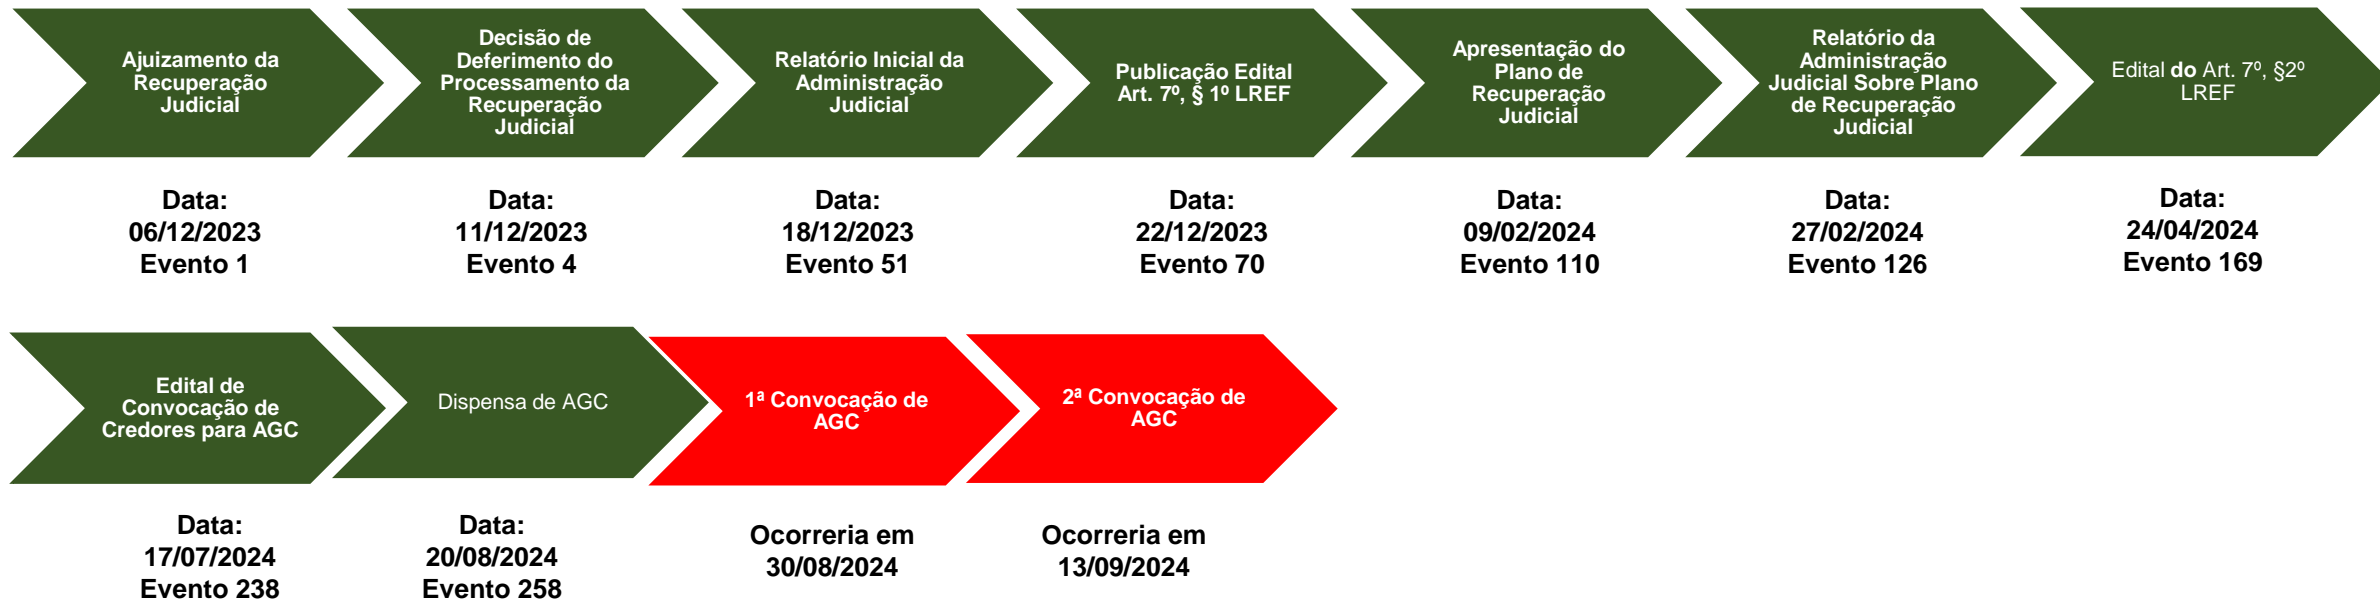 Ajuizamento da
Recuperação
Judicial
Decisão de
Deferimento do
Processamento da
Recuperação
Judicial
Relatório Inicial da
Administração
Judicial
Publicação Edital
Art. 7º, § 1º LREF
Apresentação do
Plano de
Recuperação
Judicial
Relatório da
Administração
Judicial Sobre Plano
de Recuperação
Judicial
Edital do Art. 7º, §2º
LREF
Data:
06/12/2023
Evento 1
Data:
11/12/2023
Evento 4
Data:
18/12/2023
Evento 51
Data:
22/12/2023
Evento 70
Data:
09/02/2024
Evento 110
Data:
27/02/2024
Evento 126
Data:
24/04/2024
Evento 169
Edital de
Convocação de
Credores para AGC
Dispensa de AGC
1ª Convocação de
AGC
2ª Convocação de
AGC
Data:
17/07/2024
Evento 238
Data:
20/08/2024
Evento 258
Ocorreria em
30/08/2024
Ocorreria em
13/09/2024